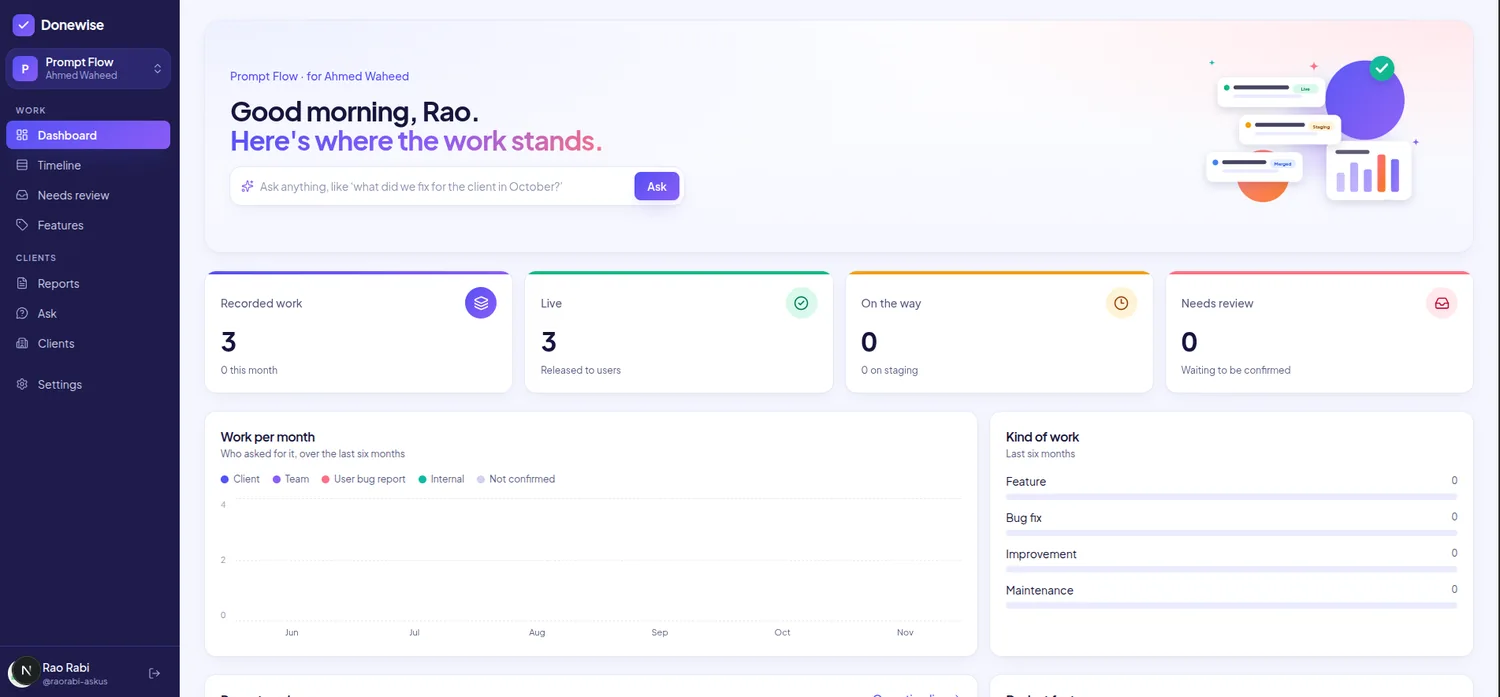 Donewise
P
Prompt Flow
Ahmed Waheed
WORK
Dashboard
Timeline
Needs review
Features
CLIENTS
Reports
Ask
Clients
Settings
N
Rao Rabi
@raorabi-askus
Prompt Flow · for Ahmed Waheed
Good morning, Rao.
Here's where the work stands.
Ask anything, like 'what did we fix for the client in October?'
Ask
Live
Staging
Merged
Recorded work
3
0 this month
Live
3
Released to users
On the way
0
0 on staging
Needs review
0
Waiting to be confirmed
Work per month
Who asked for it, over the last six months
Client Team User bug report Internal Not confirmed
4
2
0
Jun Jul Aug Sep Oct Nov
Kind of work
Last six months
Feature 0
Bug fix 0
Improvement 0
Maintenance 0